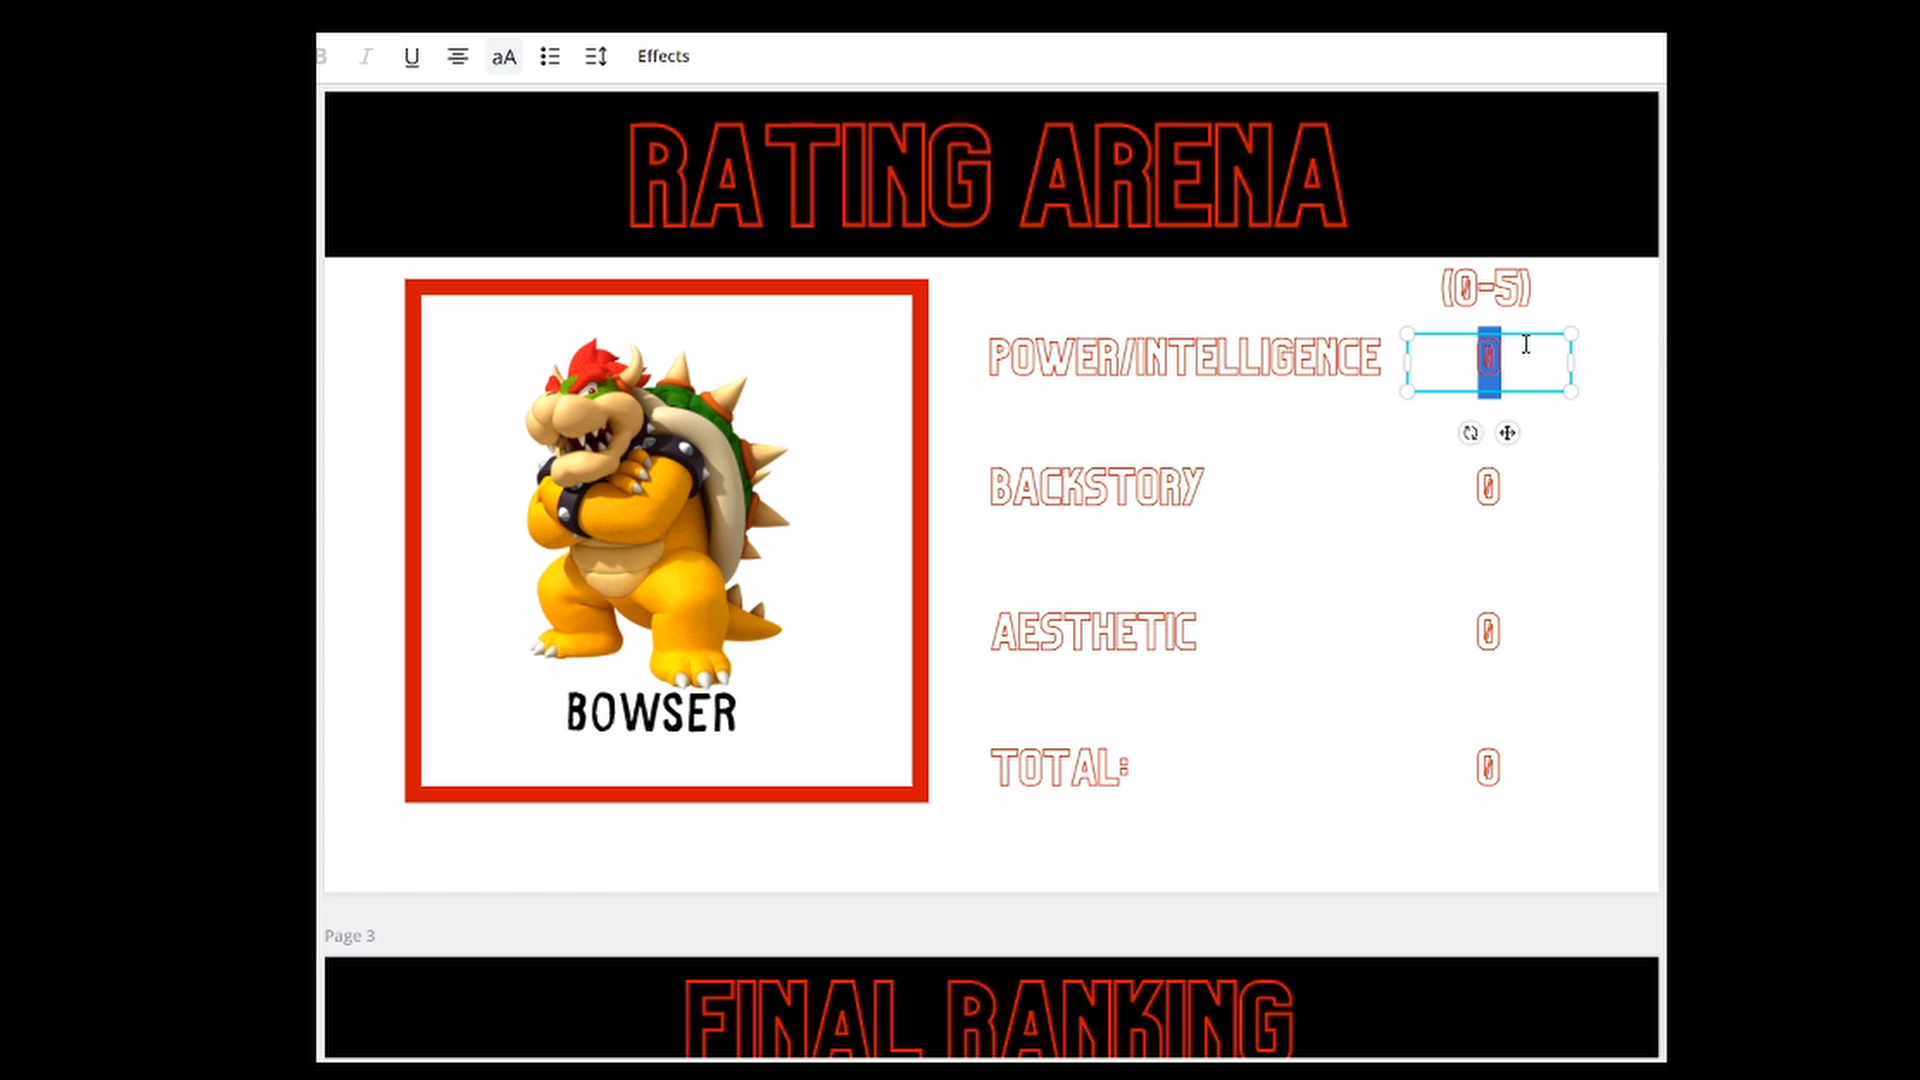 B I U aA Effects
RATING ARENA
(0-5)
POWER/INTELLIGENCE 0
BACKSTORY 0
AESTHETIC 0
BOWSER
TOTAL: 0
Page 3
FINAL RANKING